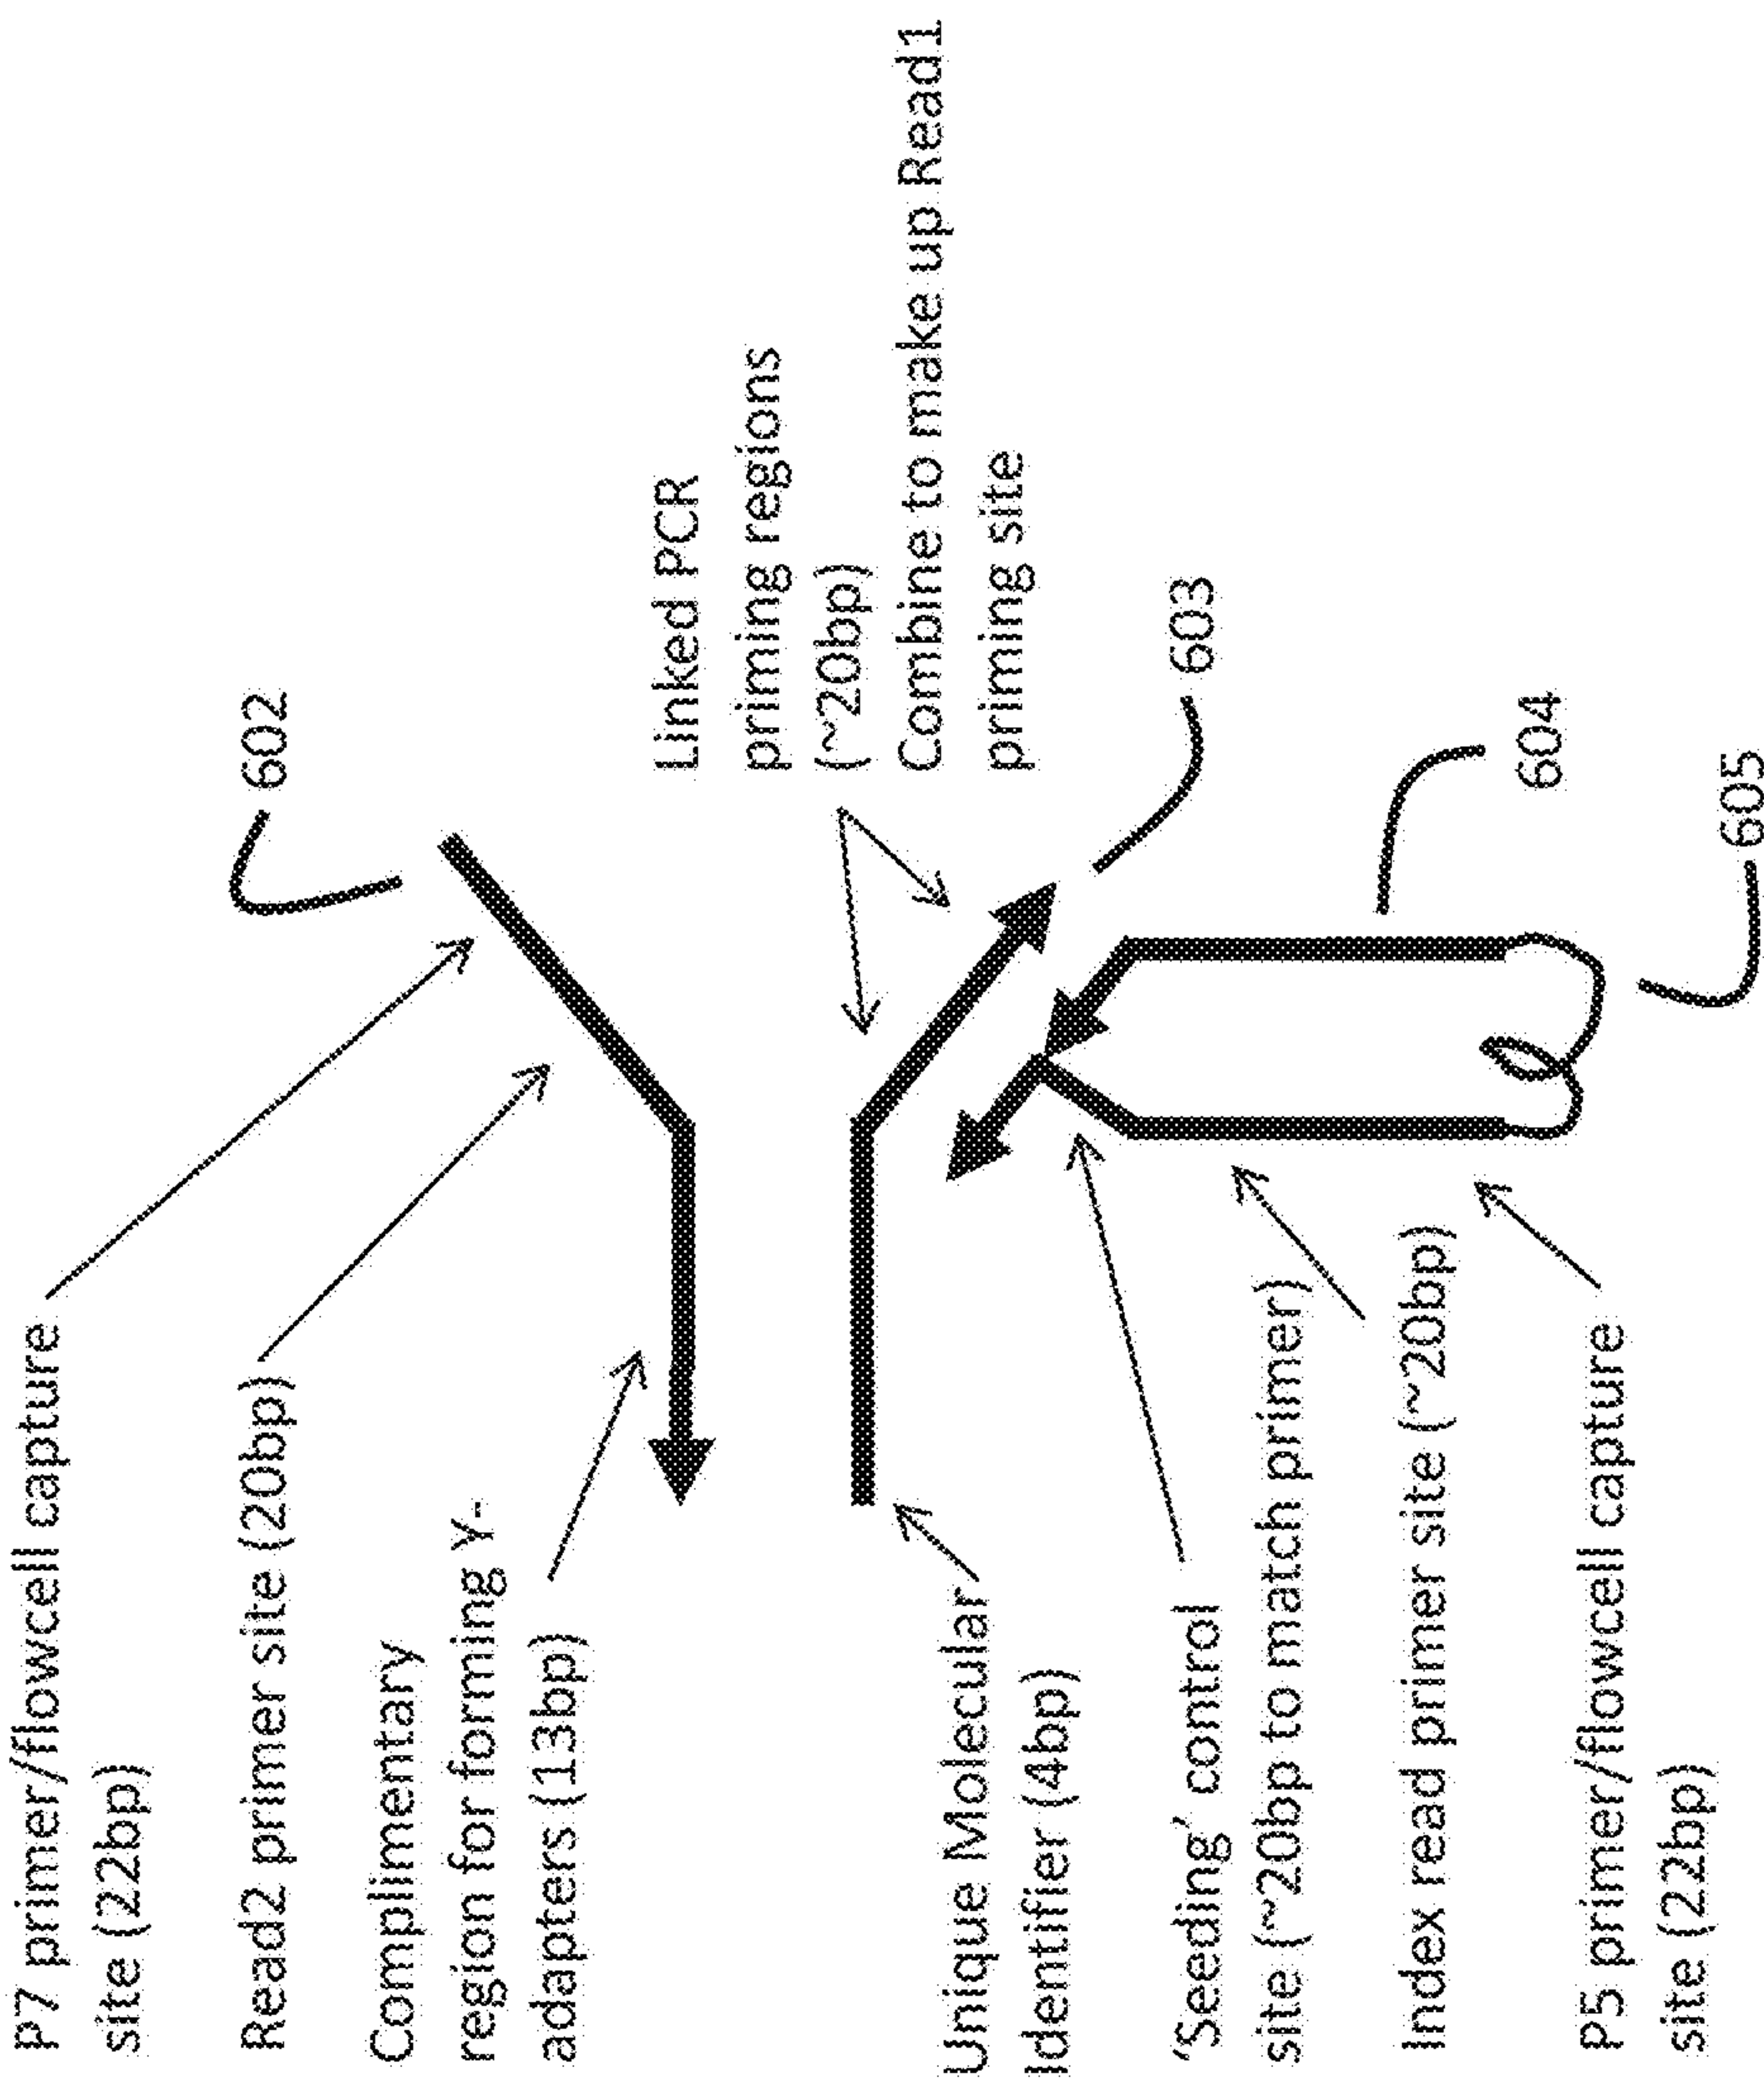 P7 primer/flowcell capture
site (22bp)
Read2 primer site (20bp)
Complimentary
region for forming Y-
adapters (13bp)
Unique Molecular
Identifier (4bp)
'Seeding' control
site (~20bp to match primer)
Index read primer site (~20bp)
P5 primer/flowcell capture
site (22bp)
602
Linked PCR
priming regions
(~20bp)
Combine to make up Read1
priming site
603
604
605